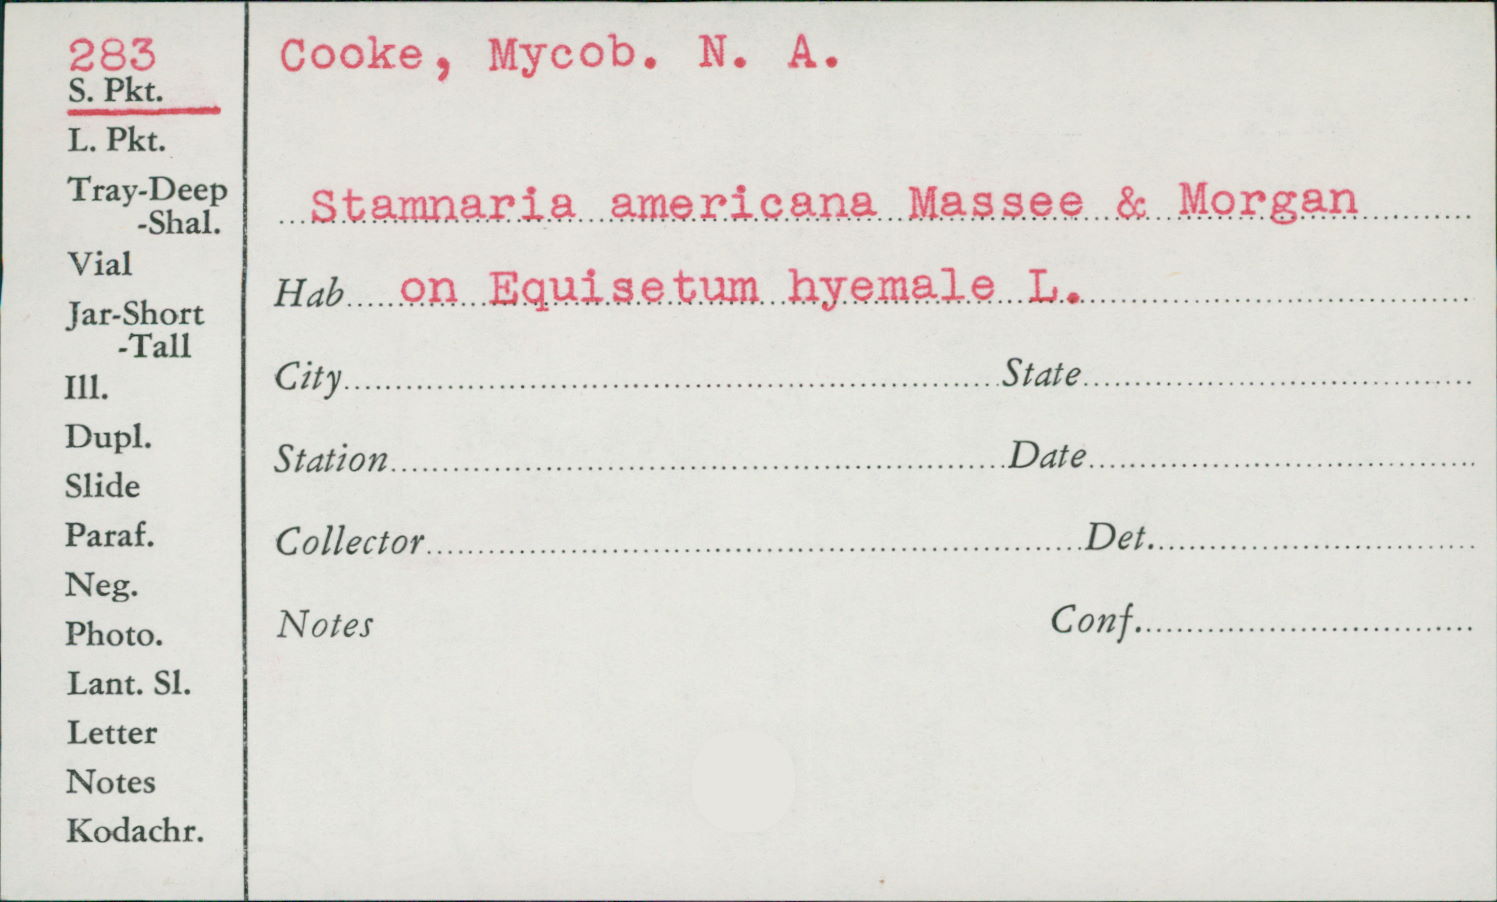 283
S. Pkt.
L. Pkt.
Tray-Deep
-Shal.
Vial
Jar-Short
-Tall
Ill.
Dupl.
Slide
Paraf.
Neg.
Photo.
Lant. Sl.
Letter
Notes
Kodachr.
Cooke, Mycob. N. A.
Stamnaria americana Massee & Morgan
Hab on Equisetum hyemale L.
City State
Station Date
Collector Det.
Notes Conf.